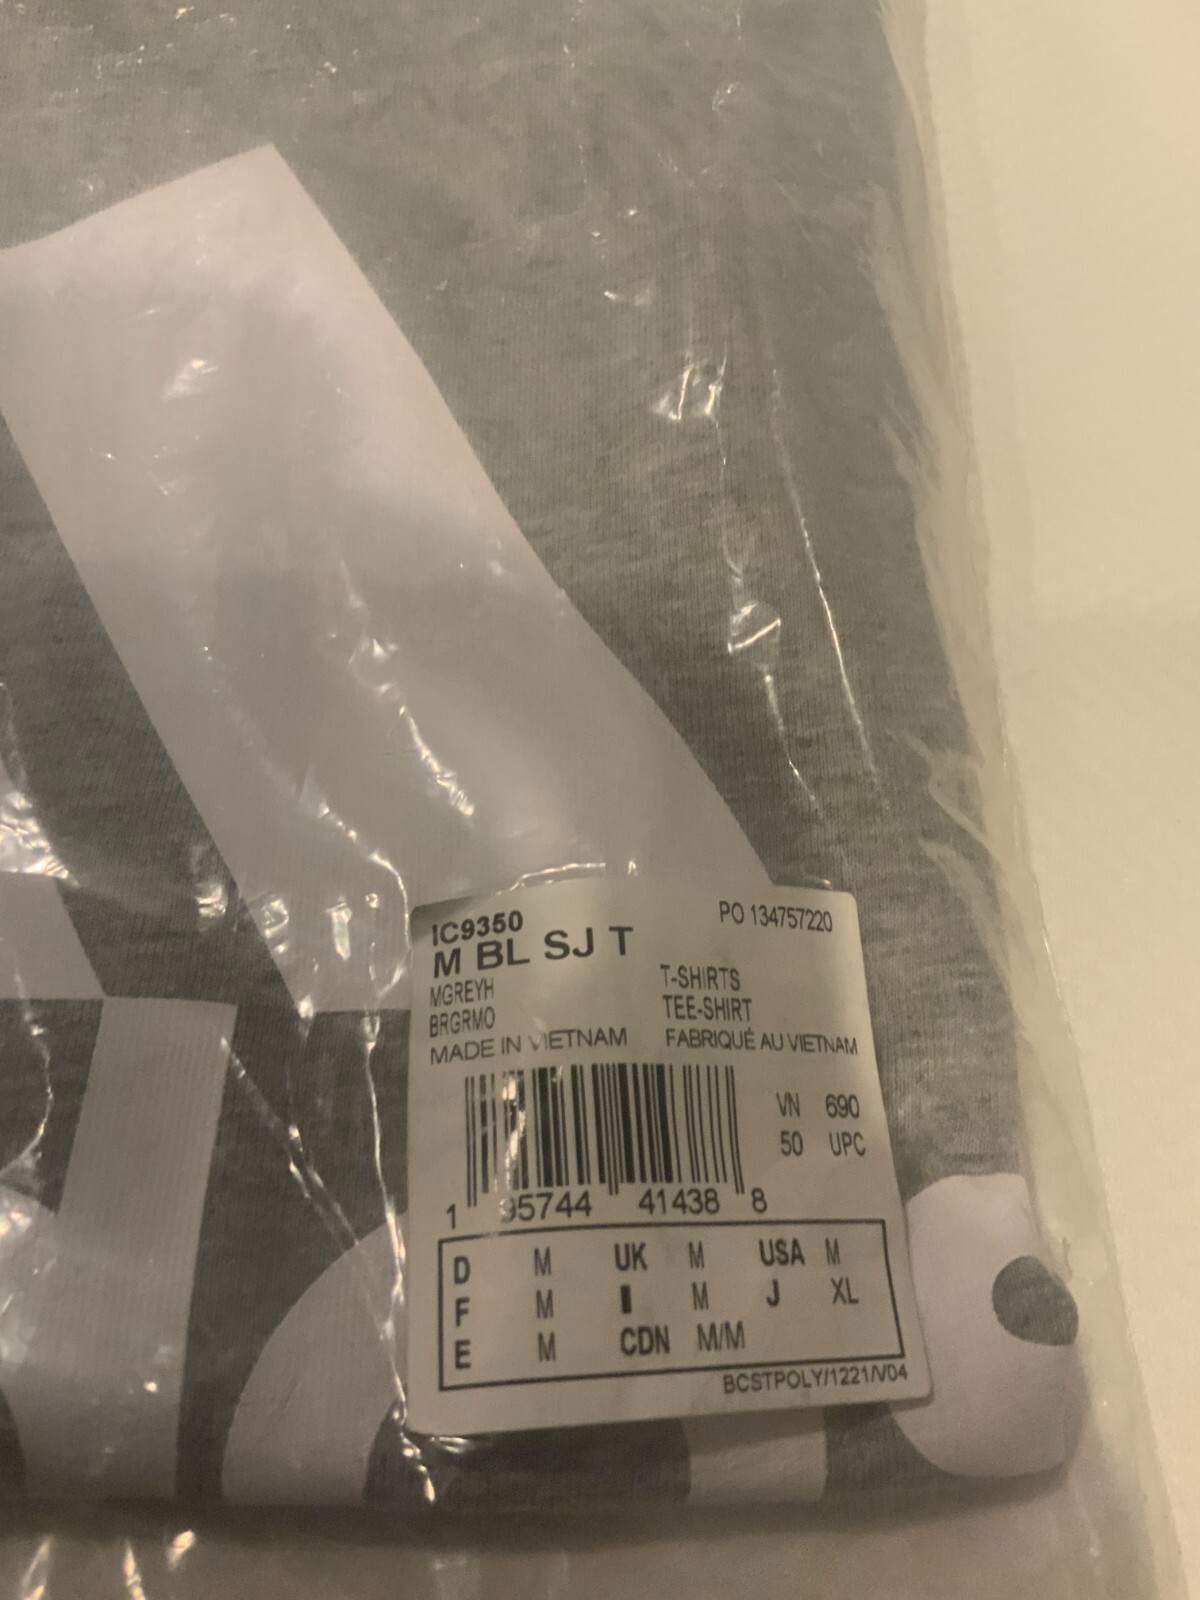 IC9350 PO 134757220
M BL SJ T
MGREYH T-SHIRTS
BRGRMO TEE-SHIRT
MADE IN VIETNAM FABRIQUÉ AU VIETNAM
VN 690
50 UPC
1 95744 41438 8
D M UK M USA M
F M I M J XL
E M CDN M/M
BCSTPOLY/1221/V04